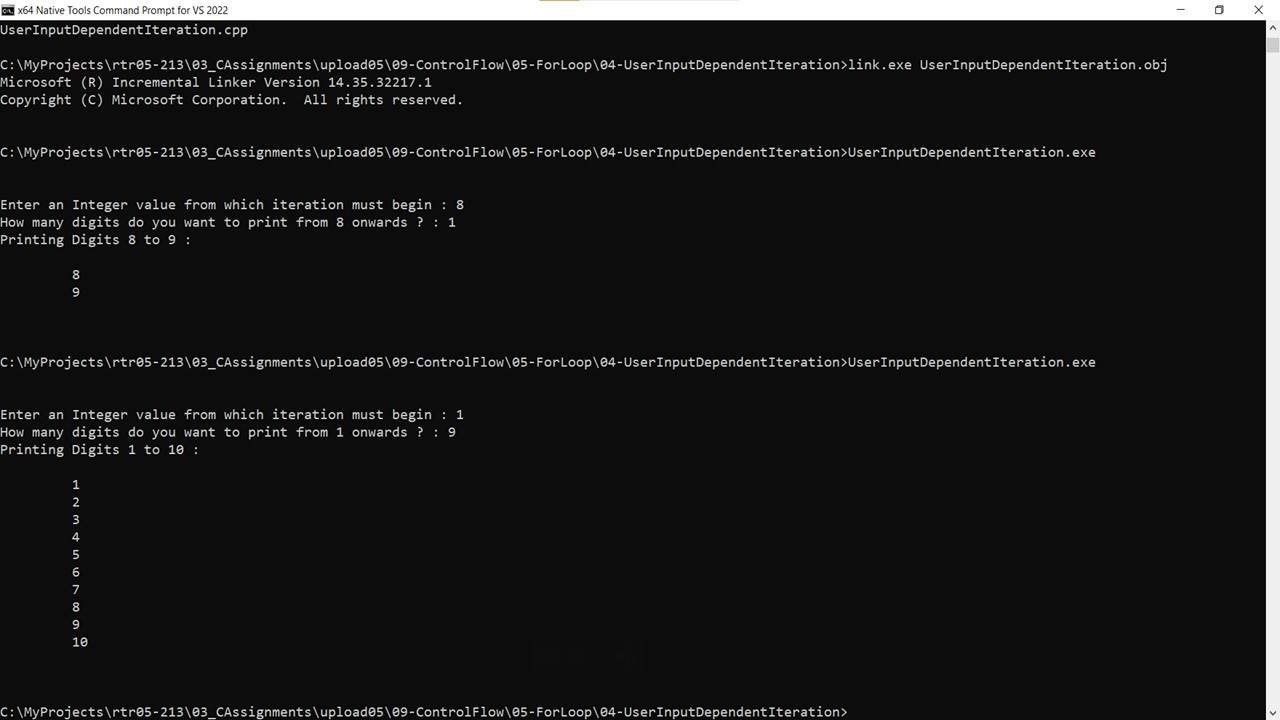 x64 Native Tools Command Prompt for VS 2022
UserInputDependentIteration.cpp
C:\MyProjects\rtr05-213\03_CAssignments\upload05\09-ControlFlow\05-ForLoop\04-UserInputDependentIteration>link.exe UserInputDependentIteration.obj
Microsoft (R) Incremental Linker Version 14.35.32217.1
Copyright (C) Microsoft Corporation.  All rights reserved.
C:\MyProjects\rtr05-213\03_CAssignments\upload05\09-ControlFlow\05-ForLoop\04-UserInputDependentIteration>UserInputDependentIteration.exe
Enter an Integer value from which iteration must begin : 8
How many digits do you want to print from 8 onwards ? : 1
Printing Digits 8 to 9 :
8
9
C:\MyProjects\rtr05-213\03_CAssignments\upload05\09-ControlFlow\05-ForLoop\04-UserInputDependentIteration>UserInputDependentIteration.exe
Enter an Integer value from which iteration must begin : 1
How many digits do you want to print from 1 onwards ? : 9
Printing Digits 1 to 10 :
1
2
3
4
5
6
7
8
9
10
C:\MyProjects\rtr05-213\03_CAssignments\upload05\09-ControlFlow\05-ForLoop\04-UserInputDependentIteration>